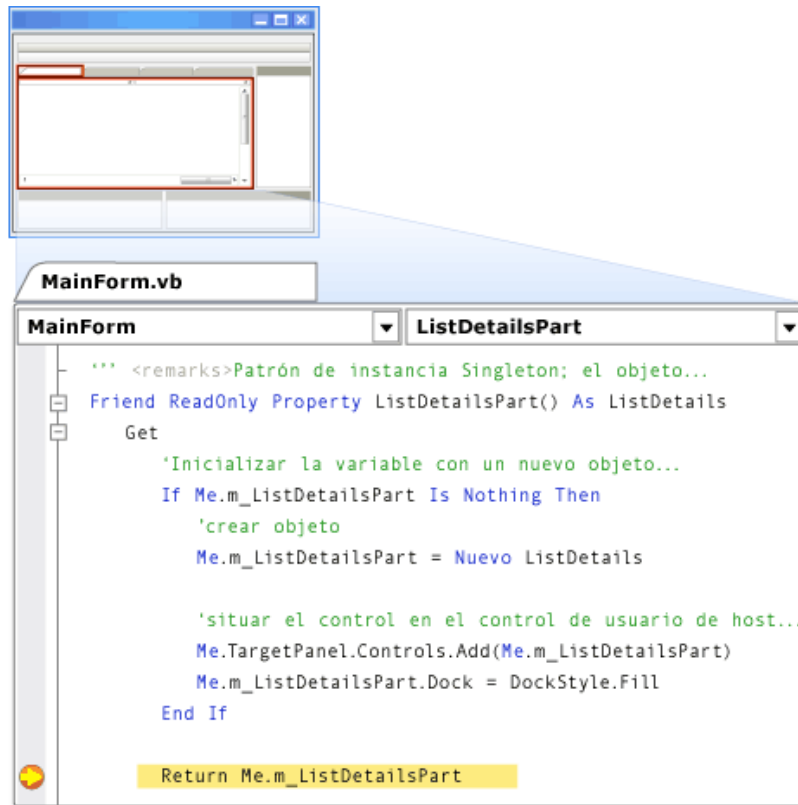 MainForm.vb
MainForm
ListDetailsPart
''' <remarks>Patrón de instancia Singleton; el objeto...
Friend ReadOnly Property ListDetailsPart() As ListDetails
Get
‘Inicializar la variable con un nuevo objeto...
If Me.m_ListDetailsPart Is Nothing Then
'crear objeto
Me.m_ListDetailsPart = Nuevo ListDetails
‘situar el control en el control de usuario de host...
Me.TargetPanel.Controls.Add(Me.m_ListDetailsPart)
Me.m_ListDetailsPart.Dock = DockStyle.Fill
End If
Return Me.m_ListDetailsPart